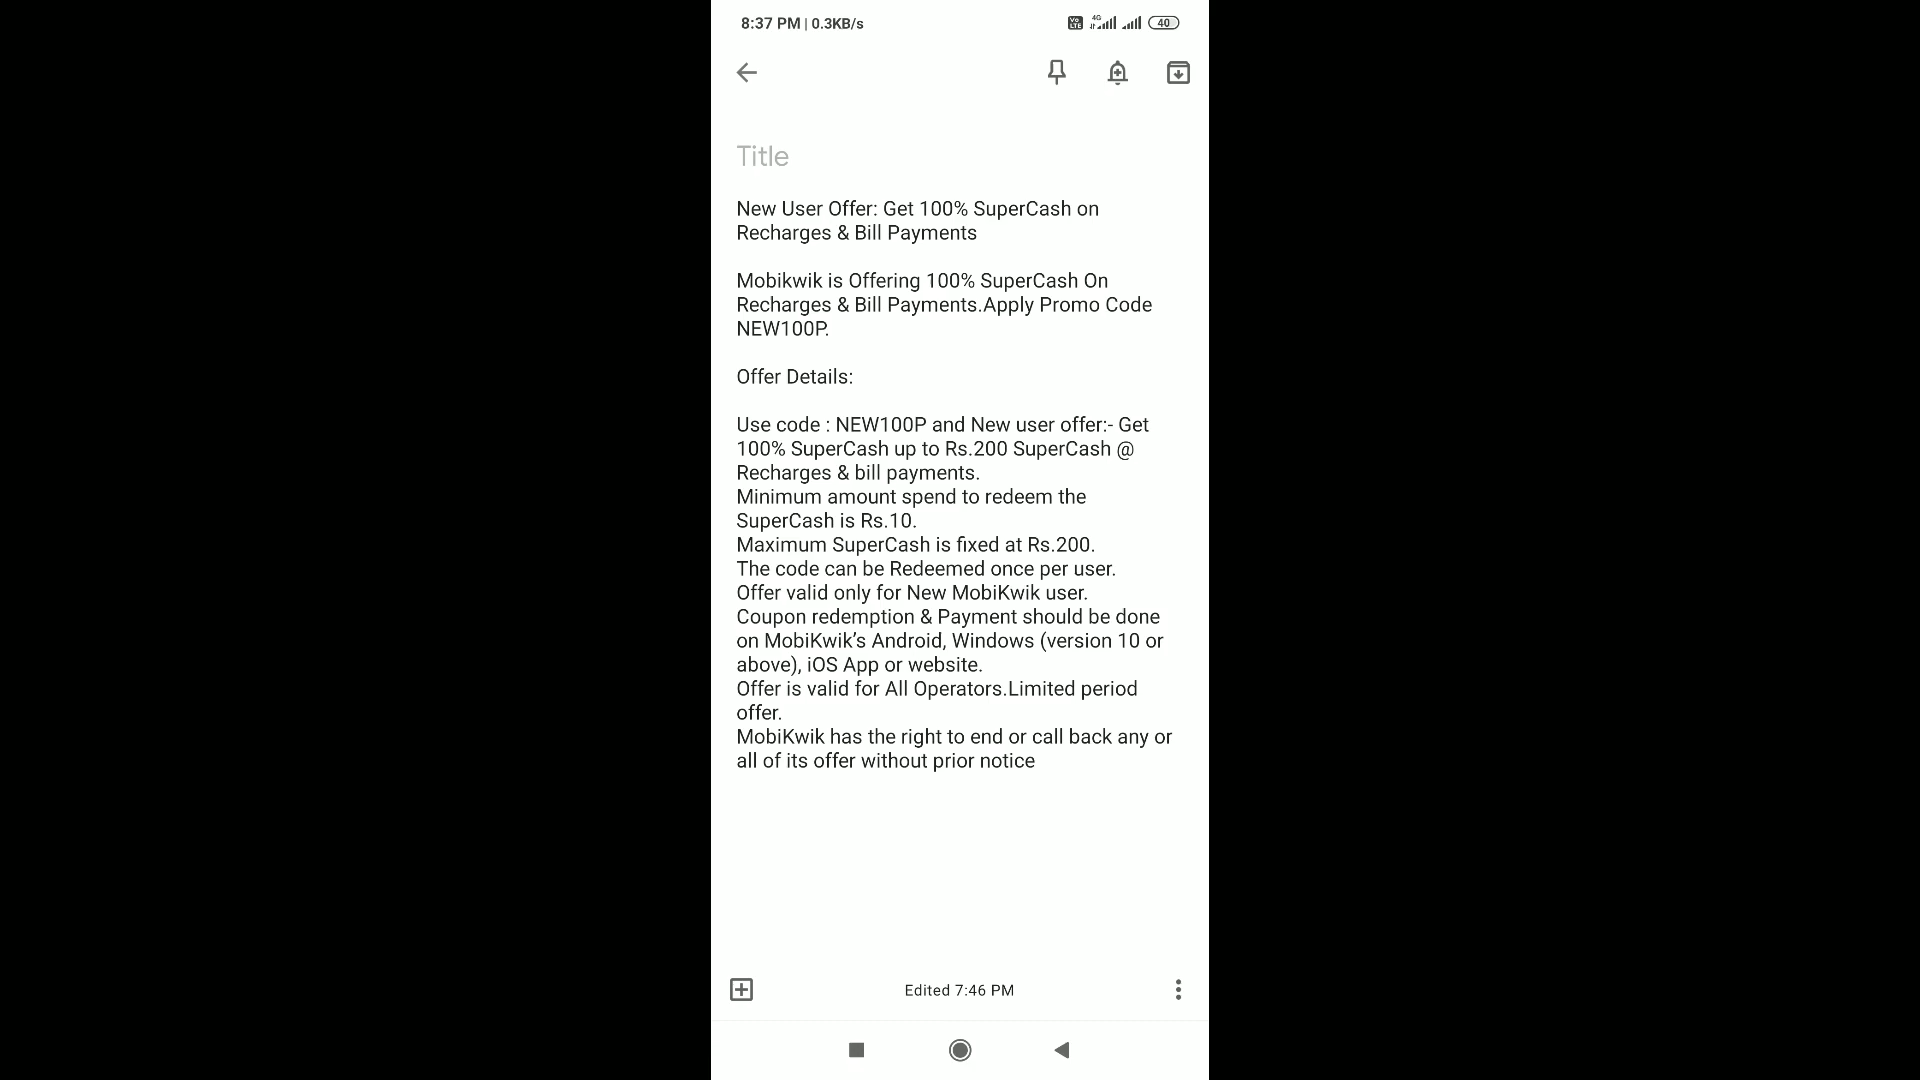 8:37 PM | 0.3KB/s
Vo LTE 4G 40
Title
New User Offer: Get 100% SuperCash on
Recharges & Bill Payments
Mobikwik is Offering 100% SuperCash On
Recharges & Bill Payments.Apply Promo Code
NEW100P.
Offer Details:
Use code : NEW100P and New user offer:- Get
100% SuperCash up to Rs.200 SuperCash @
Recharges & bill payments.
Minimum amount spend to redeem the
SuperCash is Rs.10.
Maximum SuperCash is fixed at Rs.200.
The code can be Redeemed once per user.
Offer valid only for New MobiKwik user.
Coupon redemption & Payment should be done
on MobiKwik’s Android, Windows (version 10 or
above), iOS App or website.
Offer is valid for All Operators.Limited period
offer.
MobiKwik has the right to end or call back any or
all of its offer without prior notice
Edited 7:46 PM